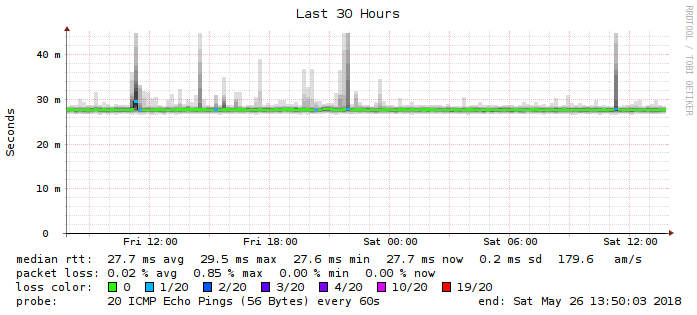 Last 30 Hours
RRDTOOL / TOBI OETIKER
Seconds
40 m
30 m
20 m
10 m
0
Fri 12:00 Fri 18:00 Sat 00:00 Sat 06:00 Sat 12:00
median rtt: 27.7 ms avg 29.5 ms max 27.6 ms min 27.7 ms now 0.2 ms sd 179.6 am/s
packet loss: 0.02 % avg 0.85 % max 0.00 % min 0.00 % now
loss color: 0 1/20 2/20 3/20 4/20 10/20 19/20
probe: 20 ICMP Echo Pings (56 Bytes) every 60s end: Sat May 26 13:50:03 2018